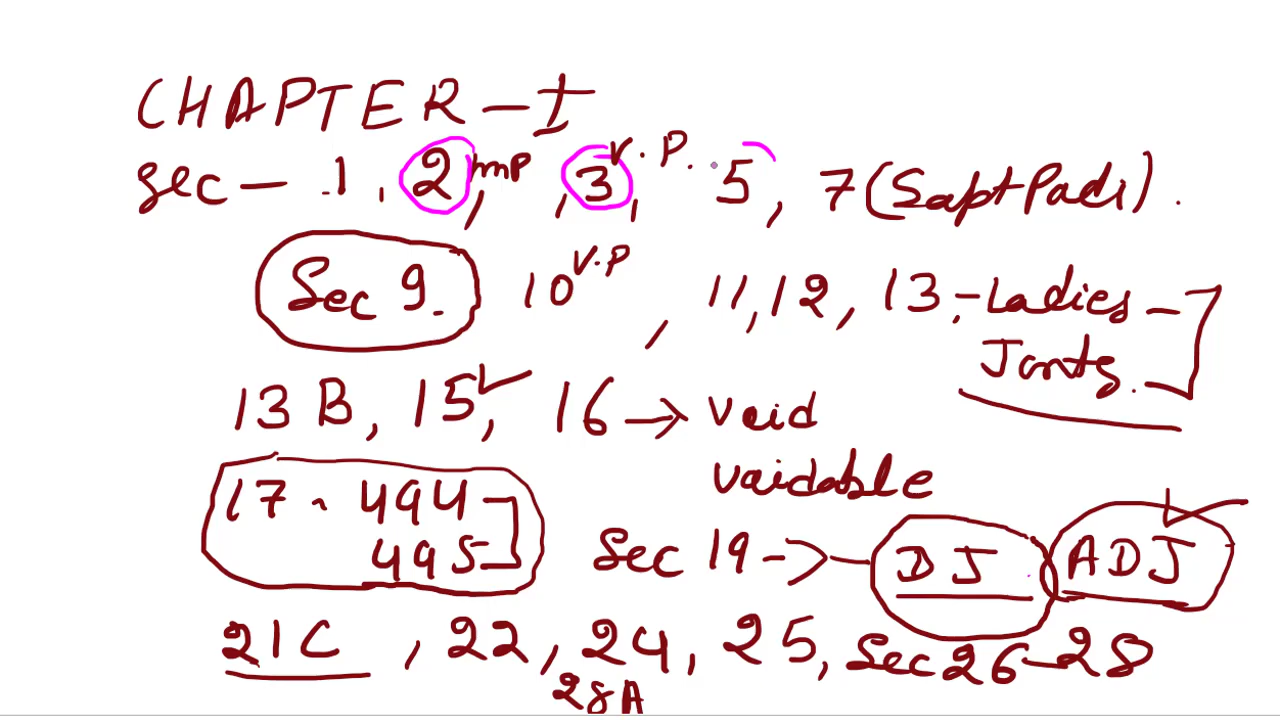 CHAPTER - I
Sec - 1, 2 mp, , 3 V.P., 5, 7 (SaptPadi).
Sec 9. 10 V.P , 11, 12, 13, - Ladies -
Jonts.
13 B, 15, 16 → void
vaidable
17 - 494
495
Sec 19 -> DJ ADJ
21C , 22, 24, 25, Sec 26 - 28
28A